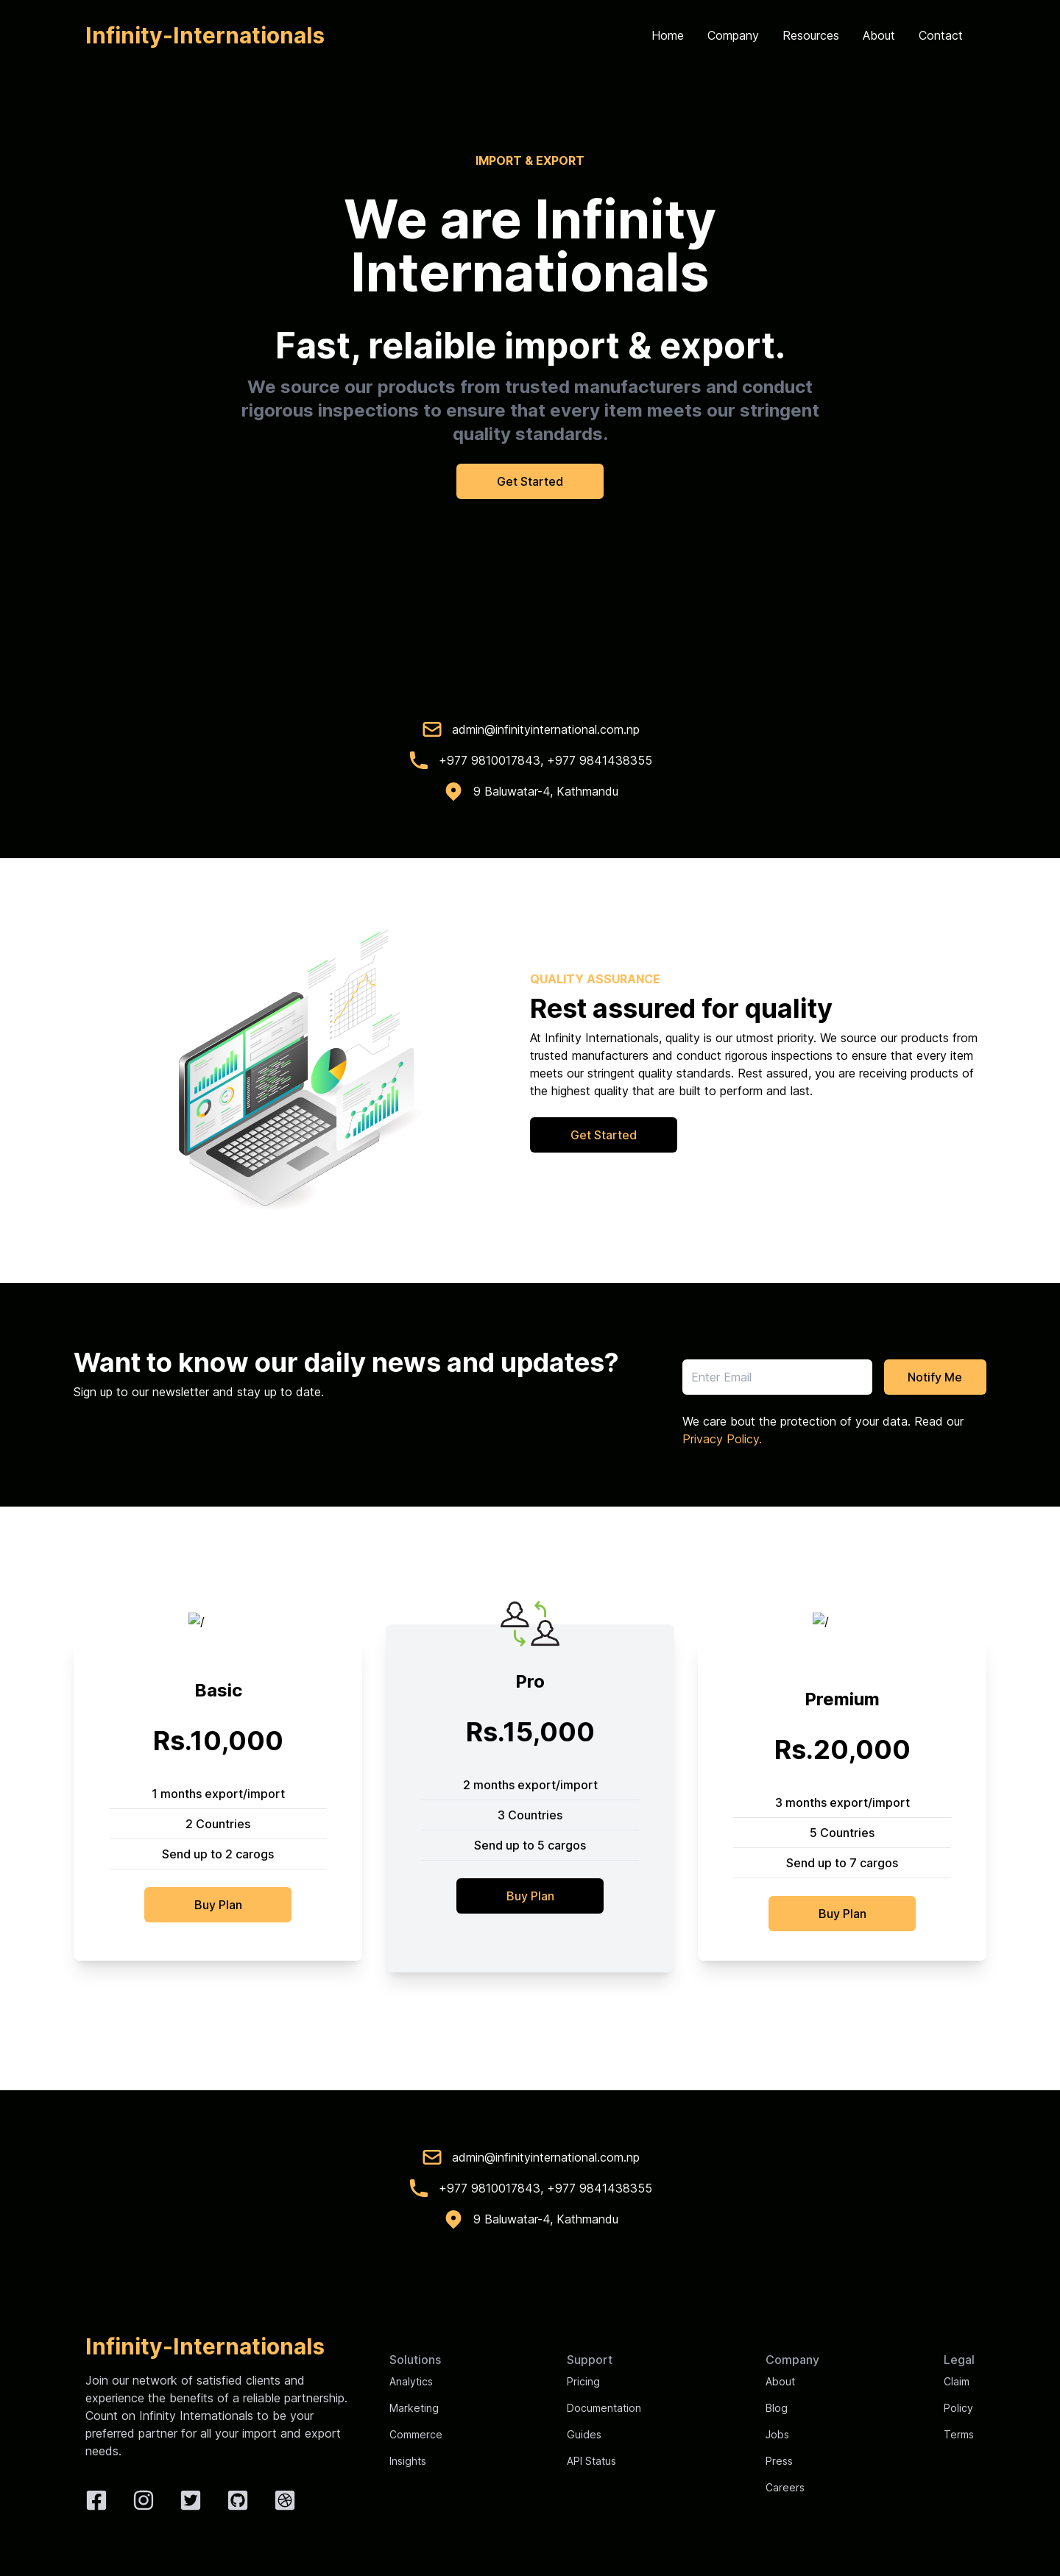 Infinity-Internationals
Home Company Resources About Contact
IMPORT & EXPORT
We are Infinity
Internationals
Fast, relaible import & export.
We source our products from trusted manufacturers and conduct
rigorous inspections to ensure that every item meets our stringent
quality standards.
Get Started
admin@infinityinternational.com.np
+977 9810017843, +977 9841438355
9 Baluwatar-4, Kathmandu
QUALITY ASSURANCE
Rest assured for quality
At Infinity Internationals, quality is our utmost priority. We source our products from
trusted manufacturers and conduct rigorous inspections to ensure that every item
meets our stringent quality standards. Rest assured, you are receiving products of
the highest quality that are built to perform and last.
Get Started
Want to know our daily news and updates?
Sign up to our newsletter and stay up to date.
Enter Email
Notify Me
We care bout the protection of your data. Read our
Privacy Policy.
/
Basic
Rs.10,000
1 months export/import
2 Countries
Send up to 2 carogs
Buy Plan
Pro
Rs.15,000
2 months export/import
3 Countries
Send up to 5 cargos
Buy Plan
/
Premium
Rs.20,000
3 months export/import
5 Countries
Send up to 7 cargos
Buy Plan
admin@infinityinternational.com.np
+977 9810017843, +977 9841438355
9 Baluwatar-4, Kathmandu
Infinity-Internationals
Join our network of satisfied clients and
experience the benefits of a reliable partnership.
Count on Infinity Internationals to be your
preferred partner for all your import and export
needs.
Solutions
Analytics
Marketing
Commerce
Insights
Support
Pricing
Documentation
Guides
API Status
Company
About
Blog
Jobs
Press
Careers
Legal
Claim
Policy
Terms